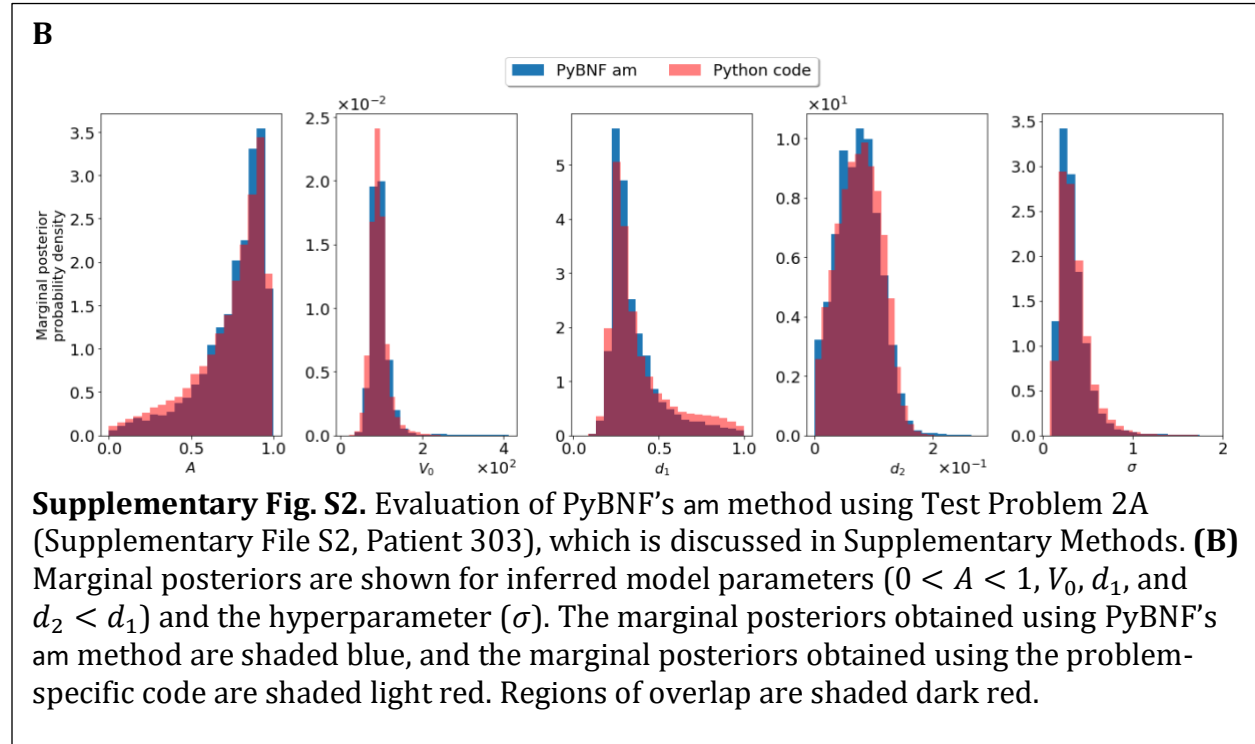 B
PyBNF am Python code
×10⁻² ×10¹
3.5 3.0 2.5 2.0 1.5 1.0 0.5 0.0
2.5 2.0 1.5 1.0 0.5 0.0
5 4 3 2 1 0
1.0 0.8 0.6 0.4 0.2 0.0
3.5 3.0 2.5 2.0 1.5 1.0 0.5 0.0
Marginal posterior
probability density
0.0 0.5 1.0 0 2 4 0.0 0.5 1.0 0 2 0 1 2
A V₀ ×10² d₁ d₂ ×10⁻¹ σ
Supplementary Fig. S2. Evaluation of PyBNF’s am method using Test Problem 2A
(Supplementary File S2, Patient 303), which is discussed in Supplementary Methods. (B)
Marginal posteriors are shown for inferred model parameters (0 < A < 1, V₀, d₁, and
d₂ < d₁) and the hyperparameter (σ). The marginal posteriors obtained using PyBNF’s
am method are shaded blue, and the marginal posteriors obtained using the problem-
specific code are shaded light red. Regions of overlap are shaded dark red.